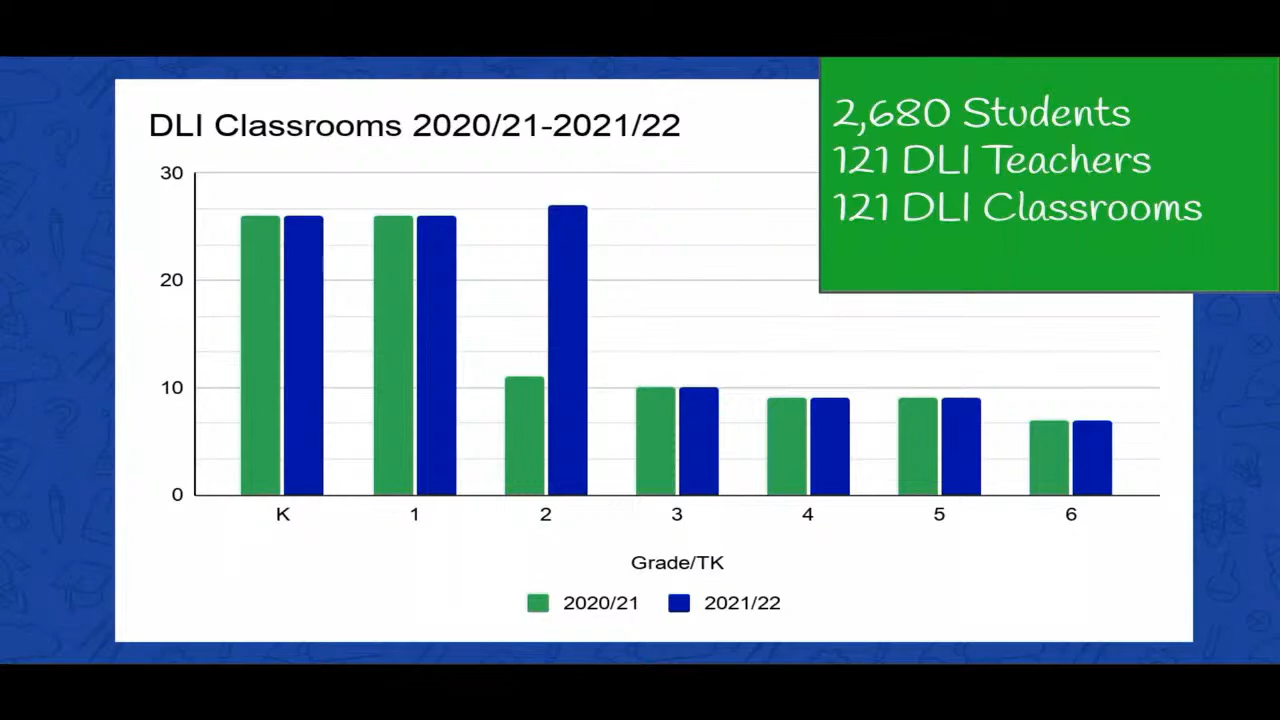 DLI Classrooms 2020/21-2021/22
2,680 Students
121 DLI Teachers
121 DLI Classrooms
30
20
10
0
K 1 2 3 4 5 6
Grade/TK
2020/21 2021/22